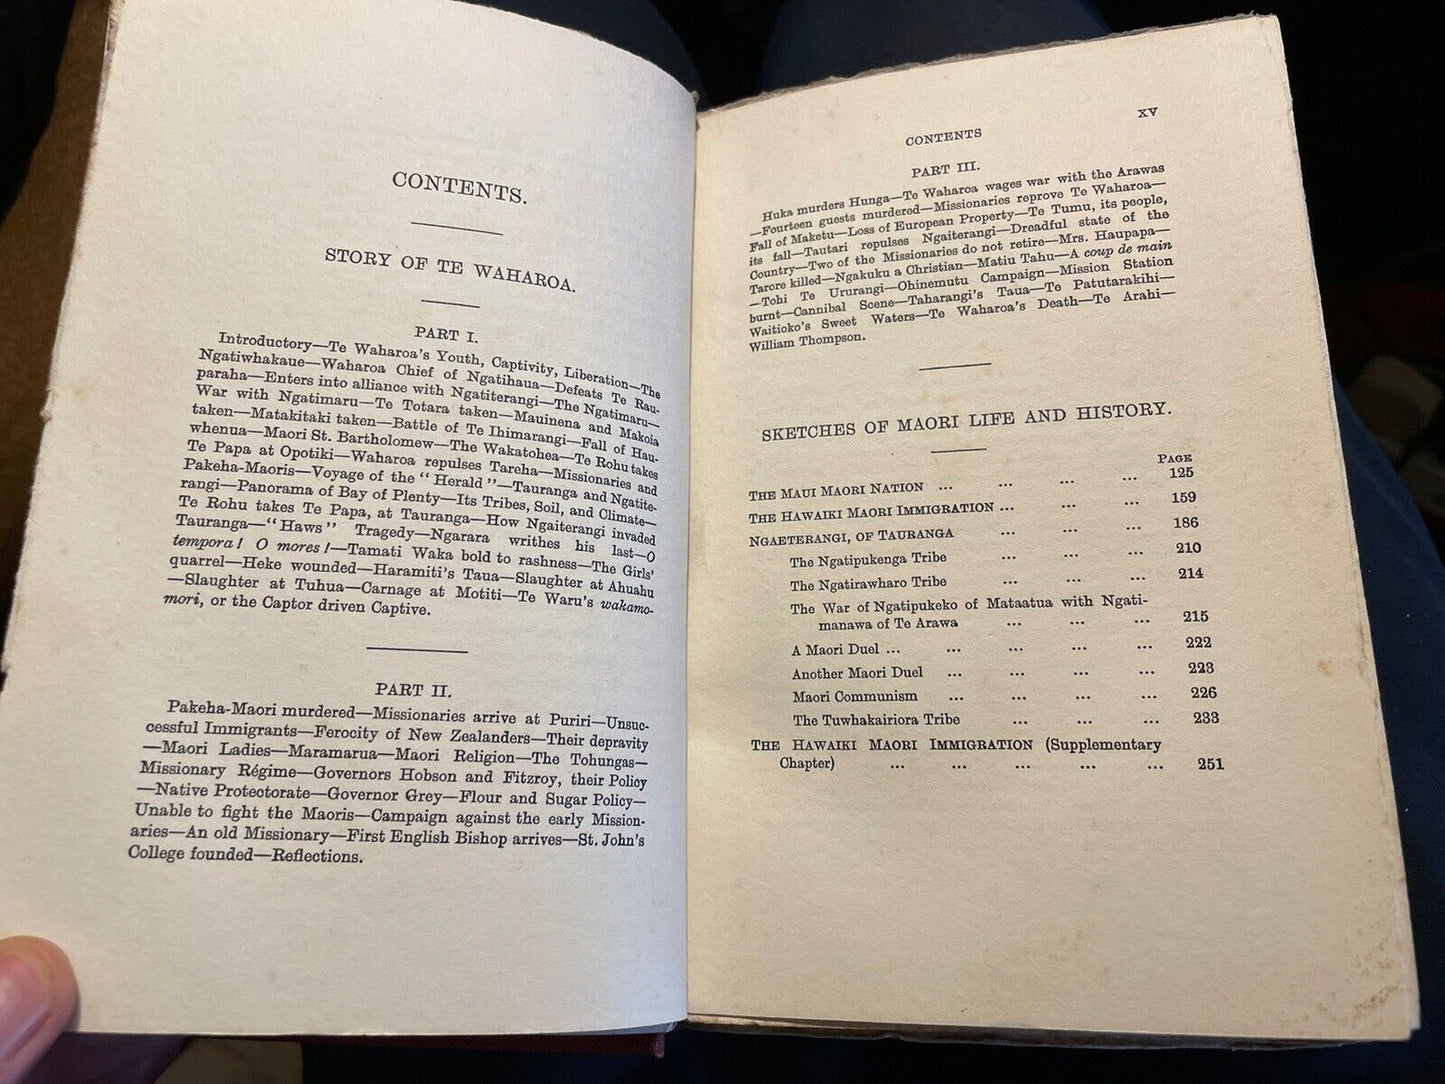 CONTENTS.
STORY OF TE WAHAROA.
PART I.
Introductory—Te Waharoa's Youth, Captivity, Liberation—The
Ngatiwhakaue—Waharoa Chief of Ngatihaua—Defeats Te Rau-
paraha—Enters into alliance with Ngatiterangi—The Ngatimaru—
War with Ngatimaru—Te Totara taken—Mauinena and Makoia
taken—Matakitaki taken—Battle of Te Ihimarangi—Fall of Hau-
whenua—Maori St. Bartholomew—The Wakatohea—Te Rohu takes
Te Papa at Opotiki—Waharoa repulses Tareha—Missionaries and
Pakeha-Maoris—Voyage of the "Herald"—Tauranga and Ngatite-
rangi—Panorama of Bay of Plenty—Its Tribes, Soil, and Climate—
Te Rohu takes Te Papa, at Tauranga—How Ngaiterangi invaded
Tauranga—"Haws" Tragedy—Ngarara writhes his last—O
tempora! O mores!—Tamati Waka bold to rashness—The Girls'
quarrel—Heke wounded—Haramiti's Taua—Slaughter at Ahuahu
—Slaughter at Tuhua—Carnage at Motiti—Te Waru's wakamo-
mori, or the Captor driven Captive.
PART II.
Pakeha-Maori murdered—Missionaries arrive at Puriri—Unsuc-
cessful Immigrants—Ferocity of New Zealanders—Their depravity
—Maori Ladies—Maramarua—Maori Religion—The Tohungas—
Missionary Régime—Governors Hobson and Fitzroy, their Policy
—Native Protectorate—Governor Grey—Flour and Sugar Policy—
Unable to fight the Maoris—Campaign against the early Mission-
aries—An old Missionary—First English Bishop arrives—St. John's
College founded—Reflections.
CONTENTS XV
PART III.
Huka murders Hunga—Te Waharoa wages war with the Arawas
—Fourteen guests murdered—Missionaries reprove Te Waharoa—
Fall of Maketu—Loss of European Property—Te Tumu, its people,
its fall—Tautari repulses Ngaiterangi—Dreadful state of the
Country—Two of the Missionaries do not retire—Mrs. Haupapa—
Tarore killed—Ngakuku a Christian—Matiu Tahu—A coup de main
—Tohi Te Ururangi—Ohinemutu Campaign—Mission Station
burnt—Cannibal Scene—Taharangi's Taua—Te Patutarakihi—
Waitioko's Sweet Waters—Te Waharoa's Death—Te Arahi—
William Thompson.
SKETCHES OF MAORI LIFE AND HISTORY.
PAGE
THE MAUI MAORI NATION ... ... ... ... 125
THE HAWAIKI MAORI IMMIGRATION ... ... ... 159
NGAETERANGI, OF TAURANGA ... ... ... 186
The Ngatipukenga Tribe ... ... ... 210
The Ngatirawharo Tribe ... ... ... 214
The War of Ngatipukeko of Mataatua with Ngati-
manawa of Te Arawa ... ... ... 215
A Maori Duel ... ... ... ... ... 222
Another Maori Duel ... ... ... ... 223
Maori Communism ... ... ... ... 226
The Tuwhakairiora Tribe ... ... ... 233
THE HAWAIKI MAORI IMMIGRATION (Supplementary
Chapter) ... ... ... ... ... 251